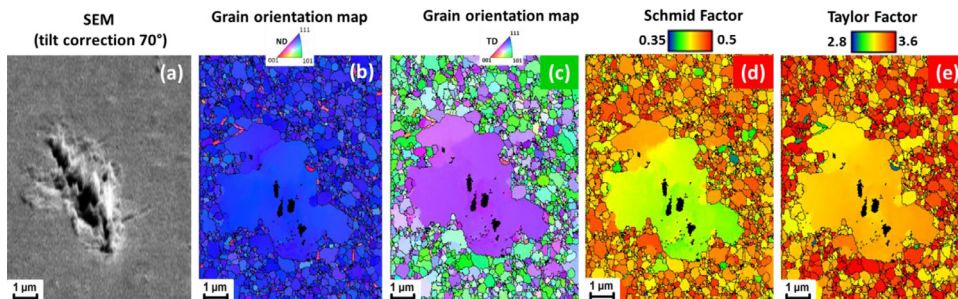 SEM
(tilt correction 70°)
Grain orientation map
Grain orientation map
Schmid Factor
Taylor Factor
ND
111
001
101
TD
111
001
101
0.35
0.5
2.8
3.6
(a)
(b)
(c)
(d)
(e)
1 μm
1 μm
1 μm
1 μm
1 μm